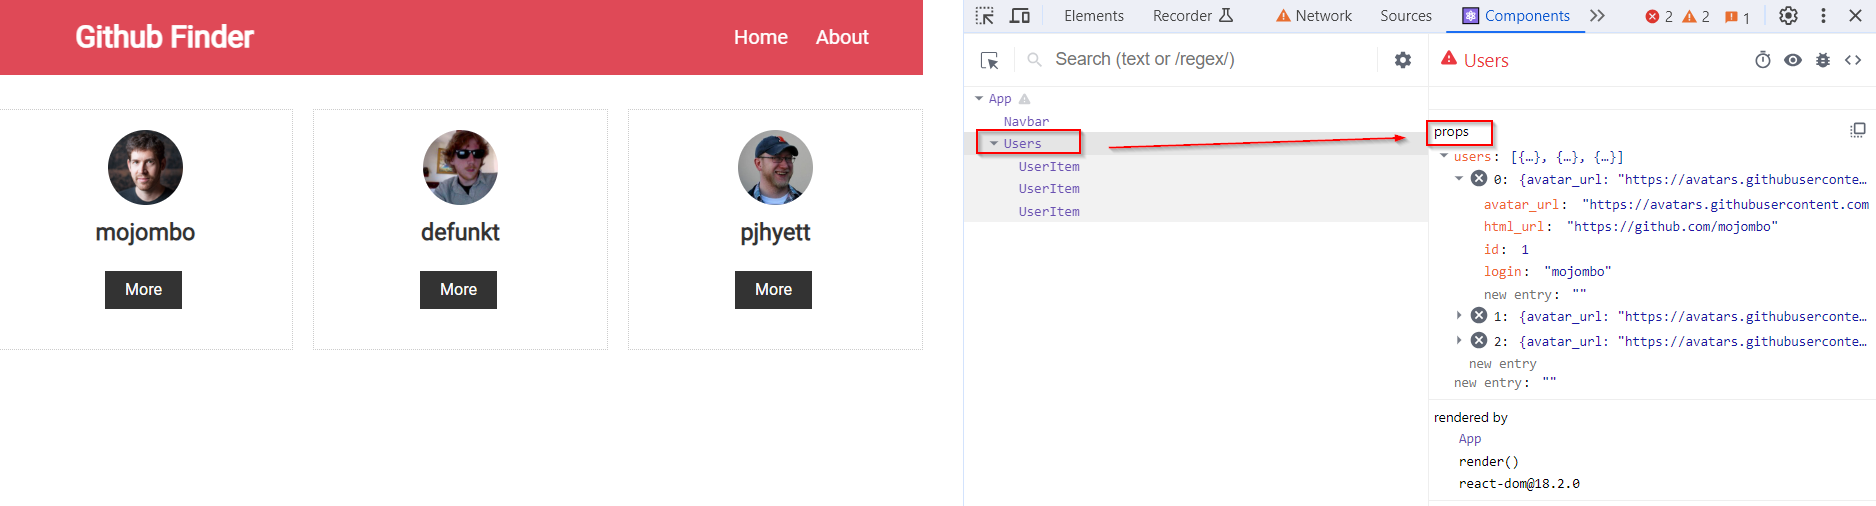 Github Finder
Home
About
mojombo
More
defunkt
More
pjhyett
More
Elements
Recorder
Network
Sources
Components
2
2
1
Search (text or /regex/)
App
Navbar
Users
UserItem
UserItem
UserItem
Users
props
users: [{…}, {…}, {…}]
0: {avatar_url: "https://avatars.githubuserconte…
avatar_url: "https://avatars.githubusercontent.com
html_url: "https://github.com/mojombo"
id: 1
login: "mojombo"
new entry: ""
1: {avatar_url: "https://avatars.githubuserconte…
2: {avatar_url: "https://avatars.githubuserconte…
new entry
new entry: ""
rendered by
App
render()
react-dom@18.2.0